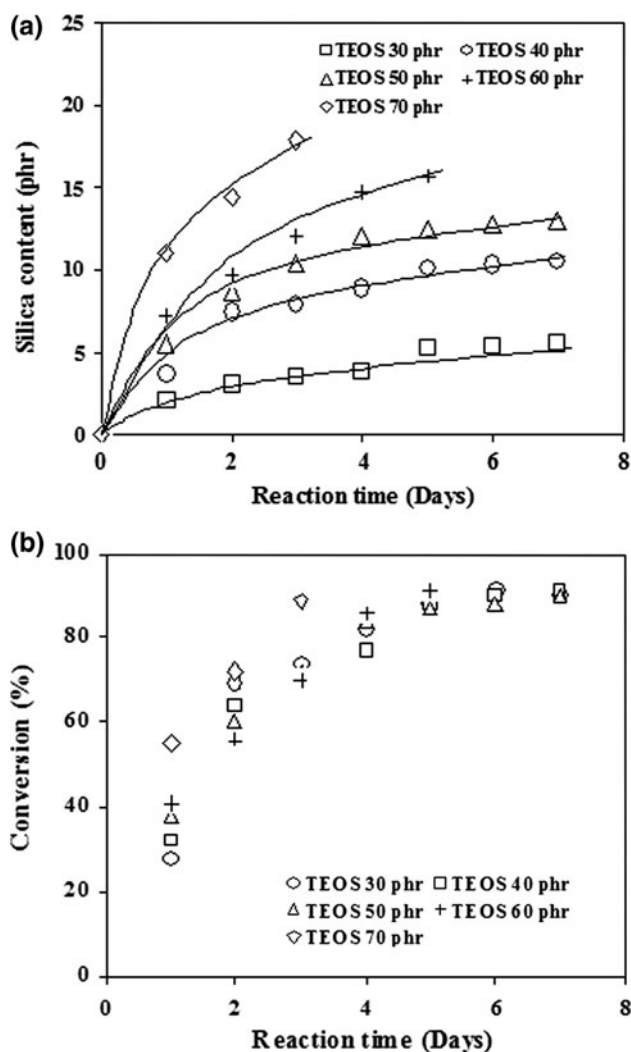 (a)
25
20
15
10
5
0
Silica content (phr)
TEOS 30 phr TEOS 40 phr
TEOS 50 phr TEOS 60 phr
TEOS 70 phr
0 2 4 6 8
Reaction time (Days)
(b)
100
80
60
40
20
0
Conversion (%)
TEOS 30 phr TEOS 40 phr
TEOS 50 phr TEOS 60 phr
TEOS 70 phr
0 2 4 6 8
Reaction time (Days)